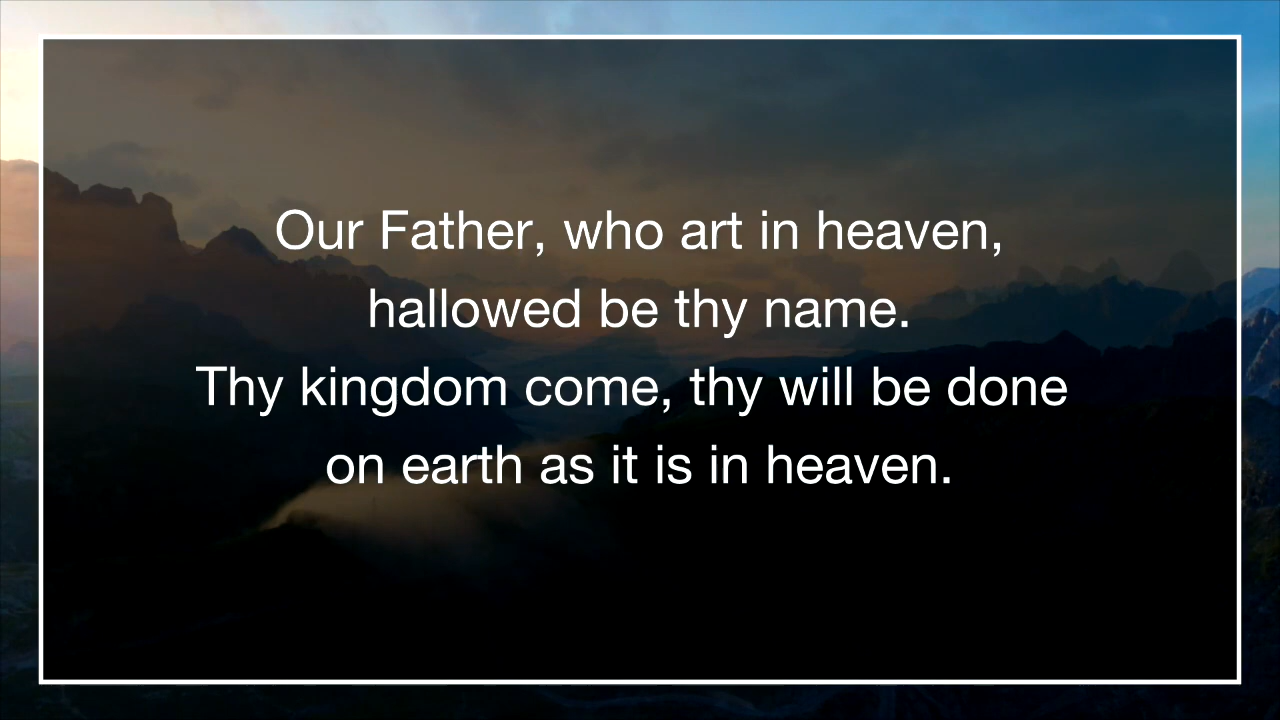 Our Father, who art in heaven,
hallowed be thy name.
Thy kingdom come, thy will be done
on earth as it is in heaven.